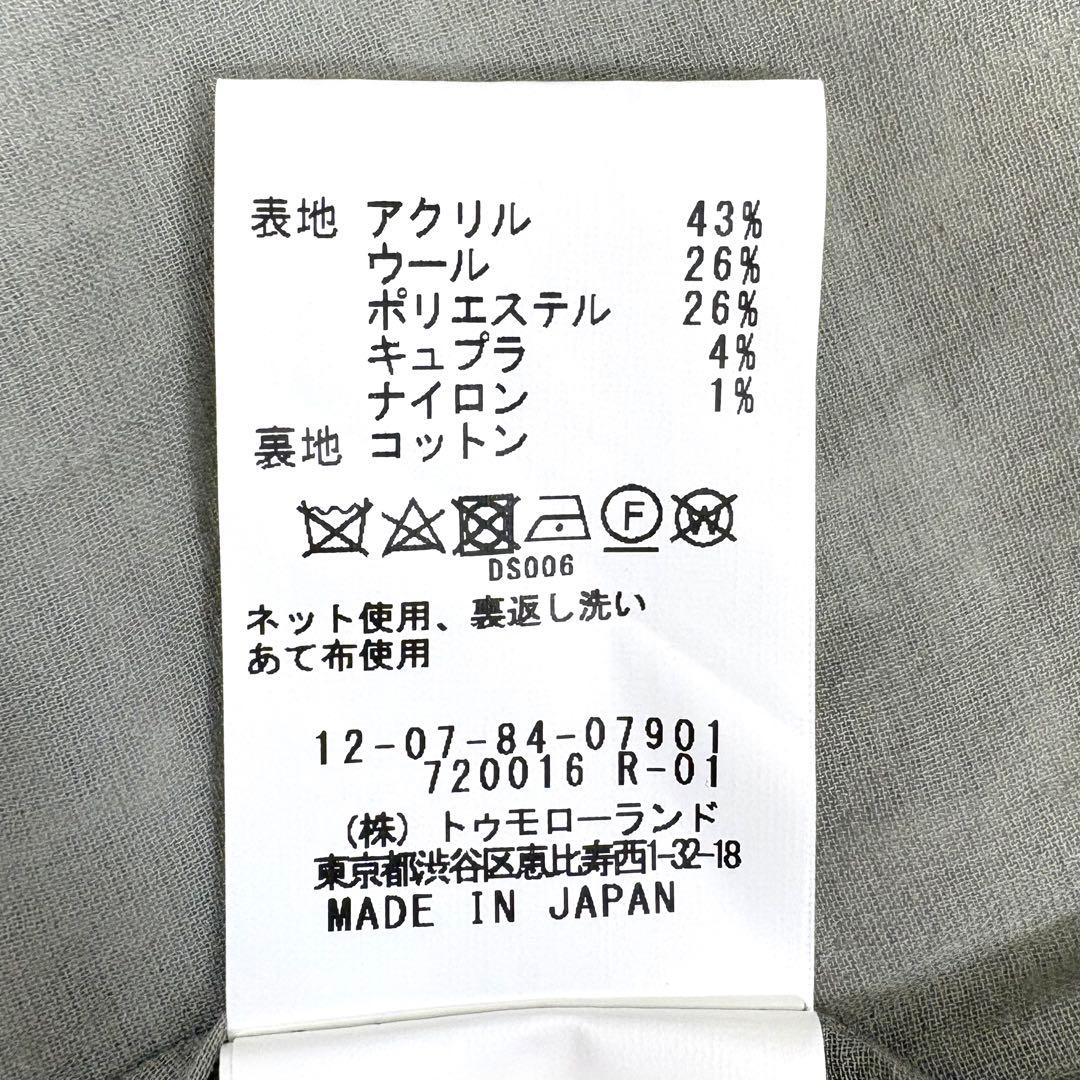 表地 アクリル 43%
ウール 26%
ポリエステル 26%
キュプラ 4%
ナイロン 1%
裏地 コットン
F W
DS006
ネット使用、裏返し洗い
あて布使用
12-07-84-07901
720016 R-01
(株) トゥモローランド
東京都渋谷区恵比寿西1-32-18
MADE IN JAPAN